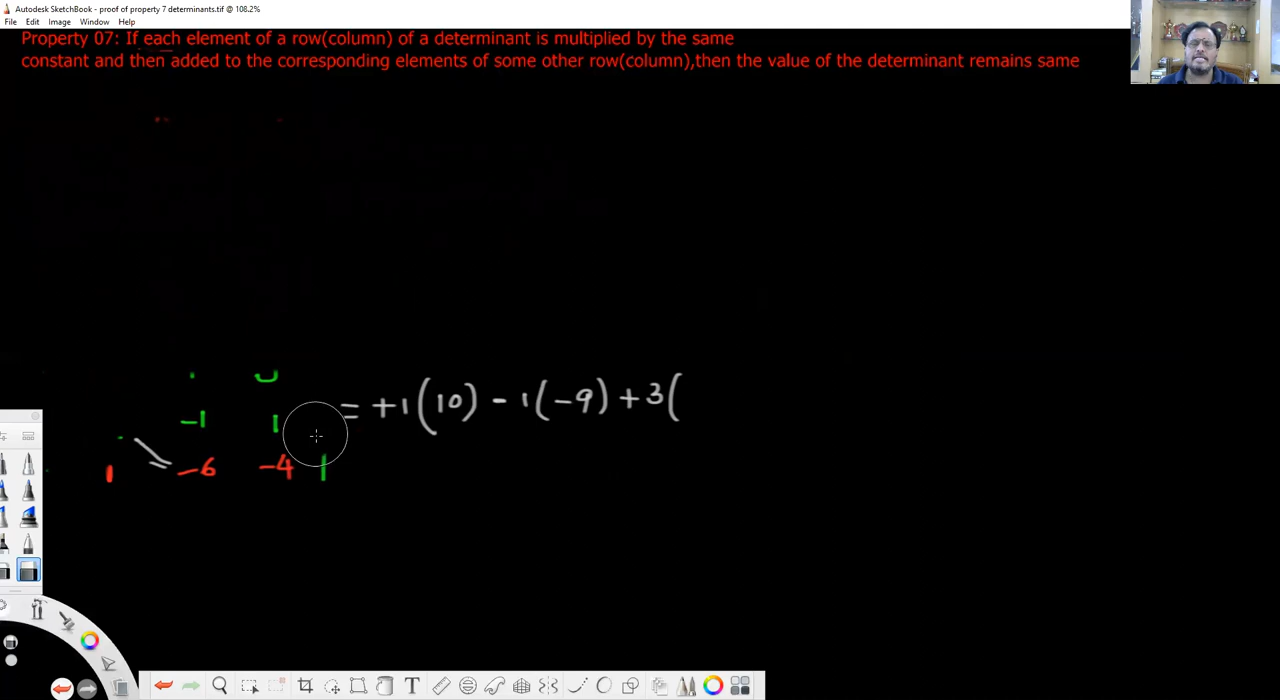 Autodesk SketchBook - proof of property 7 determinants.tif @ 108.2%
File Edit Image Window Help
Property 07: If each element of a row(column) of a determinant is multiplied by the same
constant and then added to the corresponding elements of some other row(column),then the value of the determinant remains same
-1 1 = +1(10) - 1(-9) + 3(
1 -6 -4
T